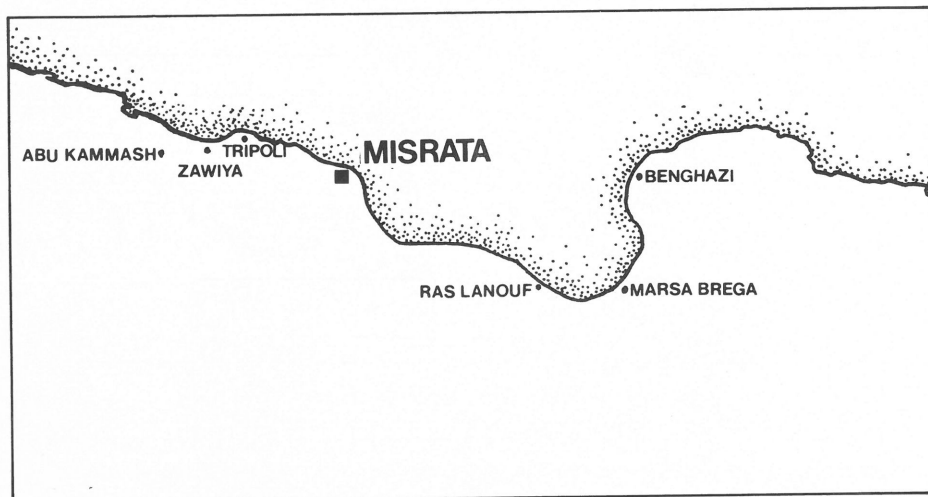 ABU KAMMASH
ZAWIYA
TRIPOLI
MISRATA
BENGHAZI
RAS LANOUF
MARSA BREGA